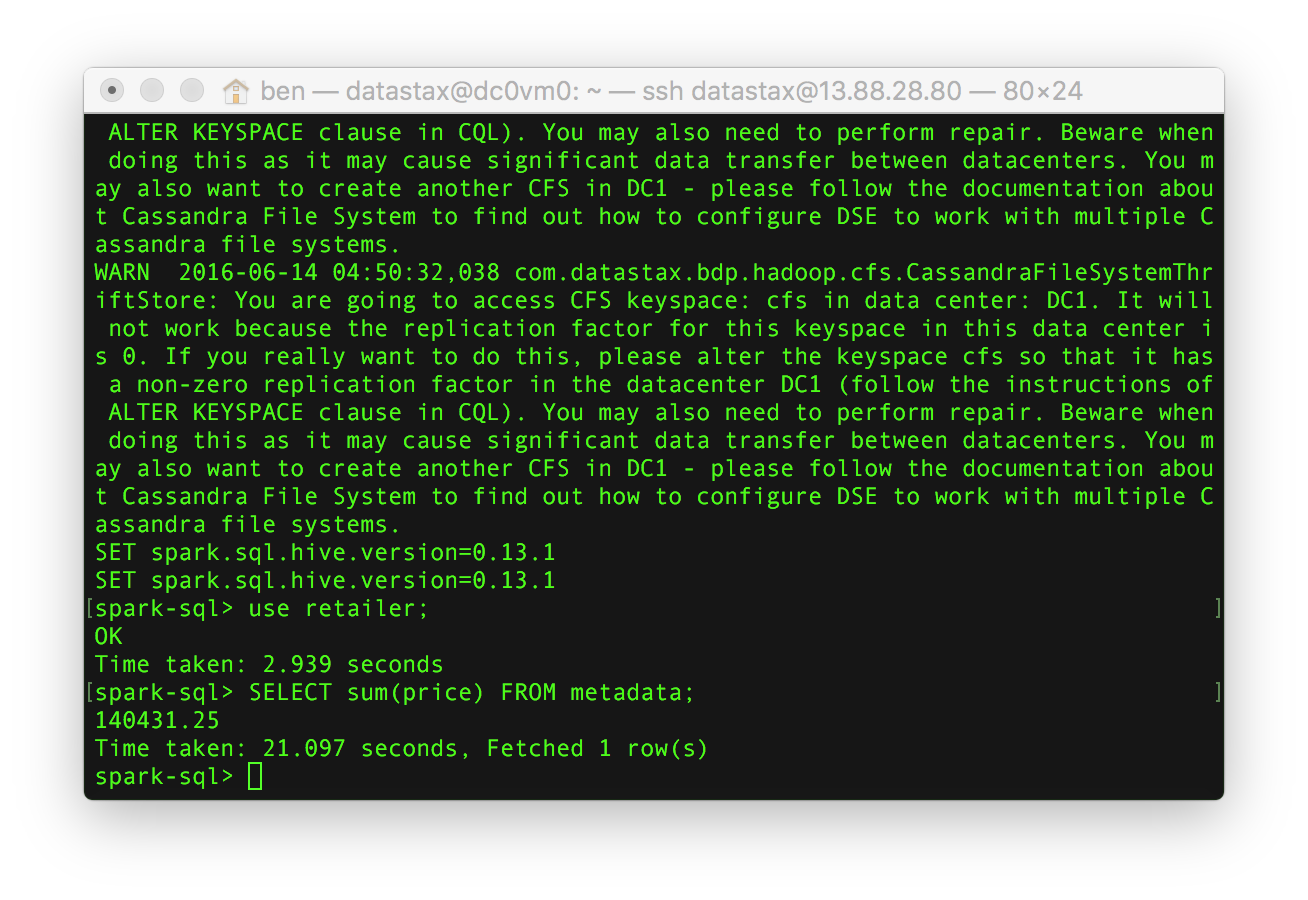 ben — datastax@dc0vm0: ~ — ssh datastax@13.88.28.80 — 80×24
 ALTER KEYSPACE clause in CQL). You may also need to perform repair. Beware when
 doing this as it may cause significant data transfer between datacenters. You m
ay also want to create another CFS in DC1 - please follow the documentation abou
t Cassandra File System to find out how to configure DSE to work with multiple C
assandra file systems.
WARN  2016-06-14 04:50:32,038 com.datastax.bdp.hadoop.cfs.CassandraFileSystemThr
iftStore: You are going to access CFS keyspace: cfs in data center: DC1. It will
 not work because the replication factor for this keyspace in this data center i
s 0. If you really want to do this, please alter the keyspace cfs so that it has
 a non-zero replication factor in the datacenter DC1 (follow the instructions of
 ALTER KEYSPACE clause in CQL). You may also need to perform repair. Beware when
 doing this as it may cause significant data transfer between datacenters. You m
ay also want to create another CFS in DC1 - please follow the documentation abou
t Cassandra File System to find out how to configure DSE to work with multiple C
assandra file systems.
SET spark.sql.hive.version=0.13.1
SET spark.sql.hive.version=0.13.1
[spark-sql> use retailer; ]
OK
Time taken: 2.939 seconds
[spark-sql> SELECT sum(price) FROM metadata; ]
140431.25
Time taken: 21.097 seconds, Fetched 1 row(s)
spark-sql>